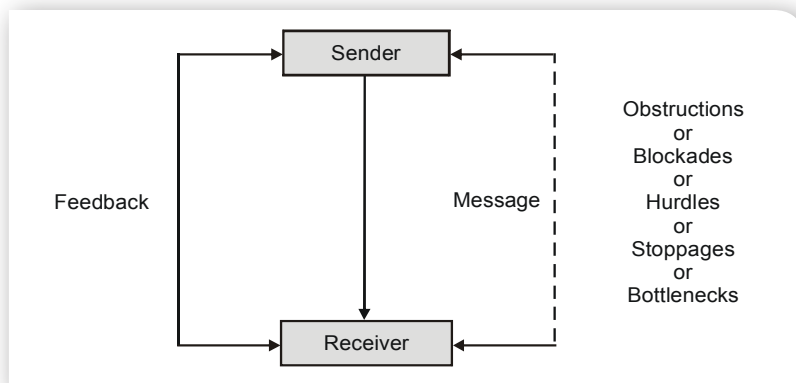 Sender
Obstructions
or
Blockades
or
Hurdles
or
Stoppages
or
Bottlenecks
Feedback
Message
Receiver